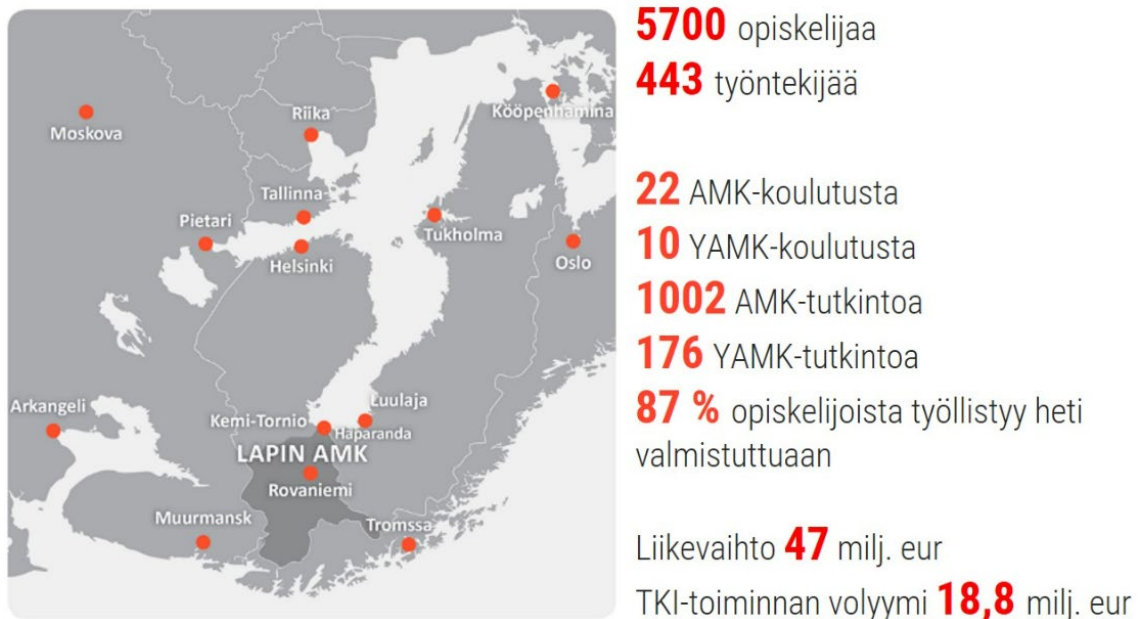 Moskova
Riika
Kööpenhamina
Tallinna
Pietari
Tukholma
Helsinki
Oslo
Arkangeli
Luulaja
Kemi-Tornio
Haparanda
LAPIN AMK
Rovaniemi
Muurmansk
Tromssa
5700 opiskelijaa
443 työntekijää
22 AMK-koulutusta
10 YAMK-koulutusta
1002 AMK-tutkintoa
176 YAMK-tutkintoa
87 % opiskelijoista työllistyy heti
valmistuttuaan
Liikevaihto 47 milj. eur
TKI-toiminnan volyymi 18,8 milj. eur